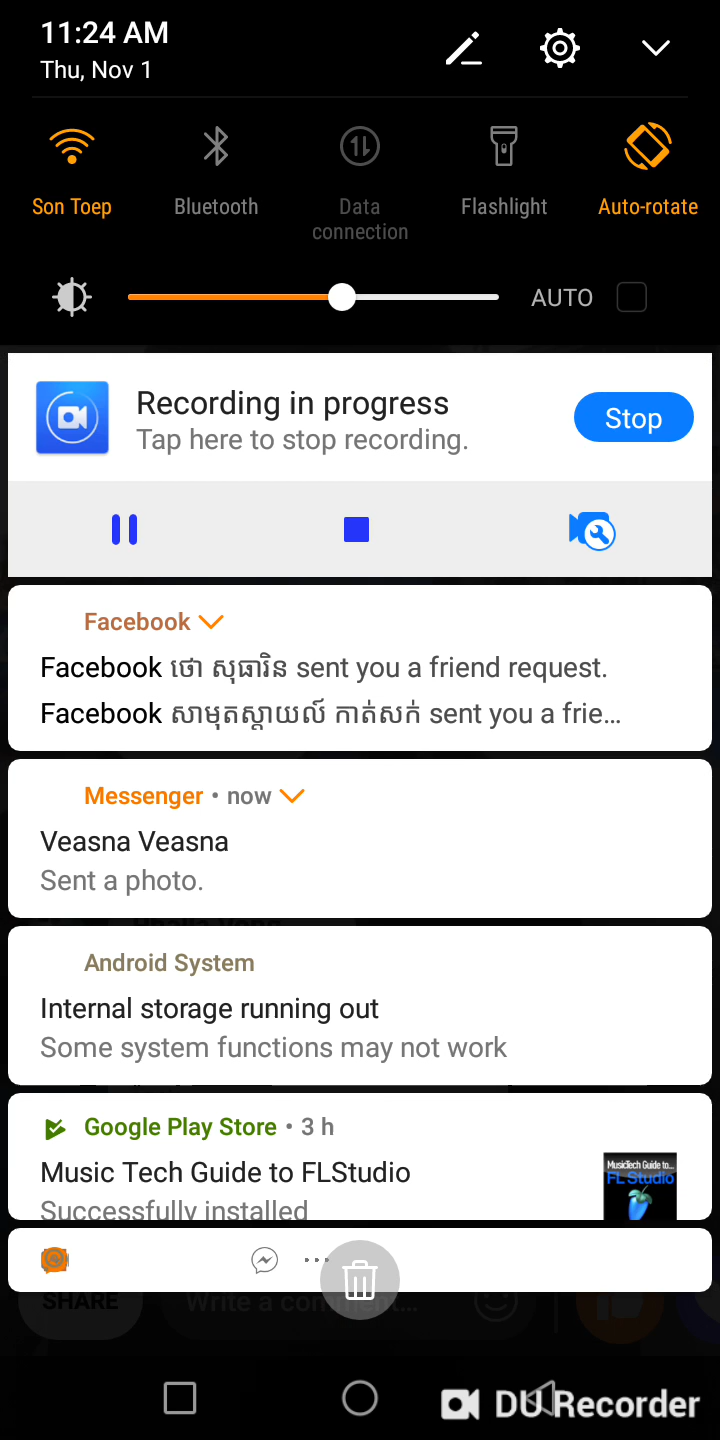 11:24 AM
Thu, Nov 1
Son Toep
Bluetooth
Data
connection
Flashlight
Auto-rotate
AUTO
Recording in progress
Tap here to stop recording.
Stop
Facebook
Facebook ថោ សុធារិន sent you a friend request.
Facebook សាមុតស្តាយល៍ កាត់សក់ sent you a frie…
Messenger • now
Veasna Veasna
Sent a photo.
Android System
Internal storage running out
Some system functions may not work
Google Play Store • 3 h
Music Tech Guide to FLStudio
Successfully installed
MusicTech Guide to...
FL Studio
SHARE
Write a comment...
DU Recorder